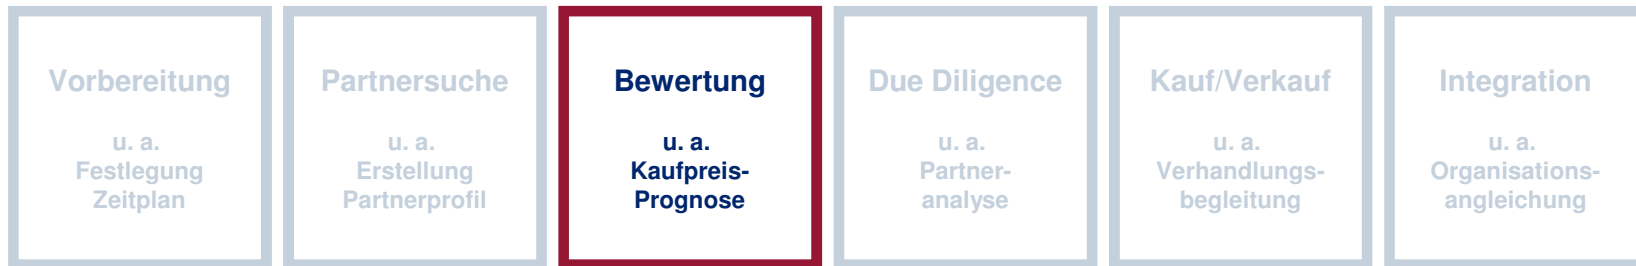 Vorbereitung
u. a.
Festlegung
Zeitplan
Partnersuche
u. a.
Erstellung
Partnerprofil
Bewertung
u. a.
Kaufpreis-
Prognose
Due Diligence
u. a.
Partner-
analyse
Kauf/Verkauf
u. a.
Verhandlungs-
begleitung
Integration
u. a.
Organisations-
angleichung